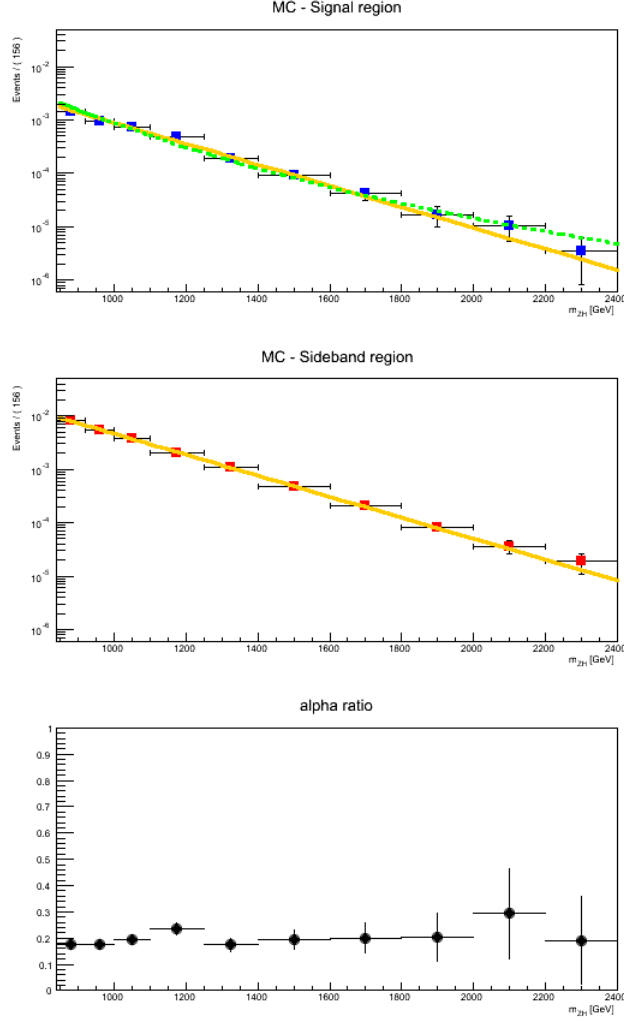 MC - Signal region
Events / ( 156 )
10⁻²
10⁻³
10⁻⁴
10⁻⁵
10⁻⁶
1000 1200 1400 1600 1800 2000 2200 2400
m_ZH [GeV]
MC - Sideband region
Events / ( 156 )
10⁻²
10⁻³
10⁻⁴
10⁻⁵
10⁻⁶
1000 1200 1400 1600 1800 2000 2200 2400
m_ZH [GeV]
alpha ratio
1
0.9
0.8
0.7
0.6
0.5
0.4
0.3
0.2
0.1
0
1000 1200 1400 1600 1800 2000 2200 2400
m_ZH [GeV]